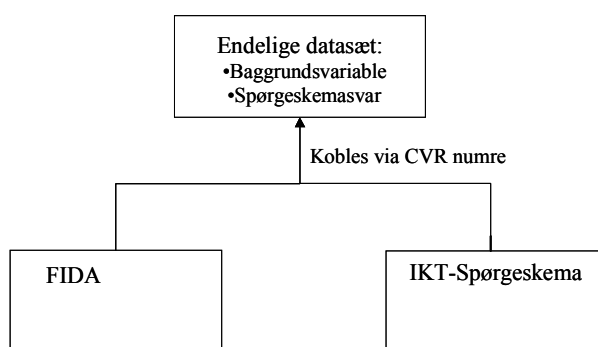 Endelige datasæt:
•Baggrundsvariable
•Spørgeskemasvar
Kobles via CVR numre
FIDA
IKT-Spørgeskema